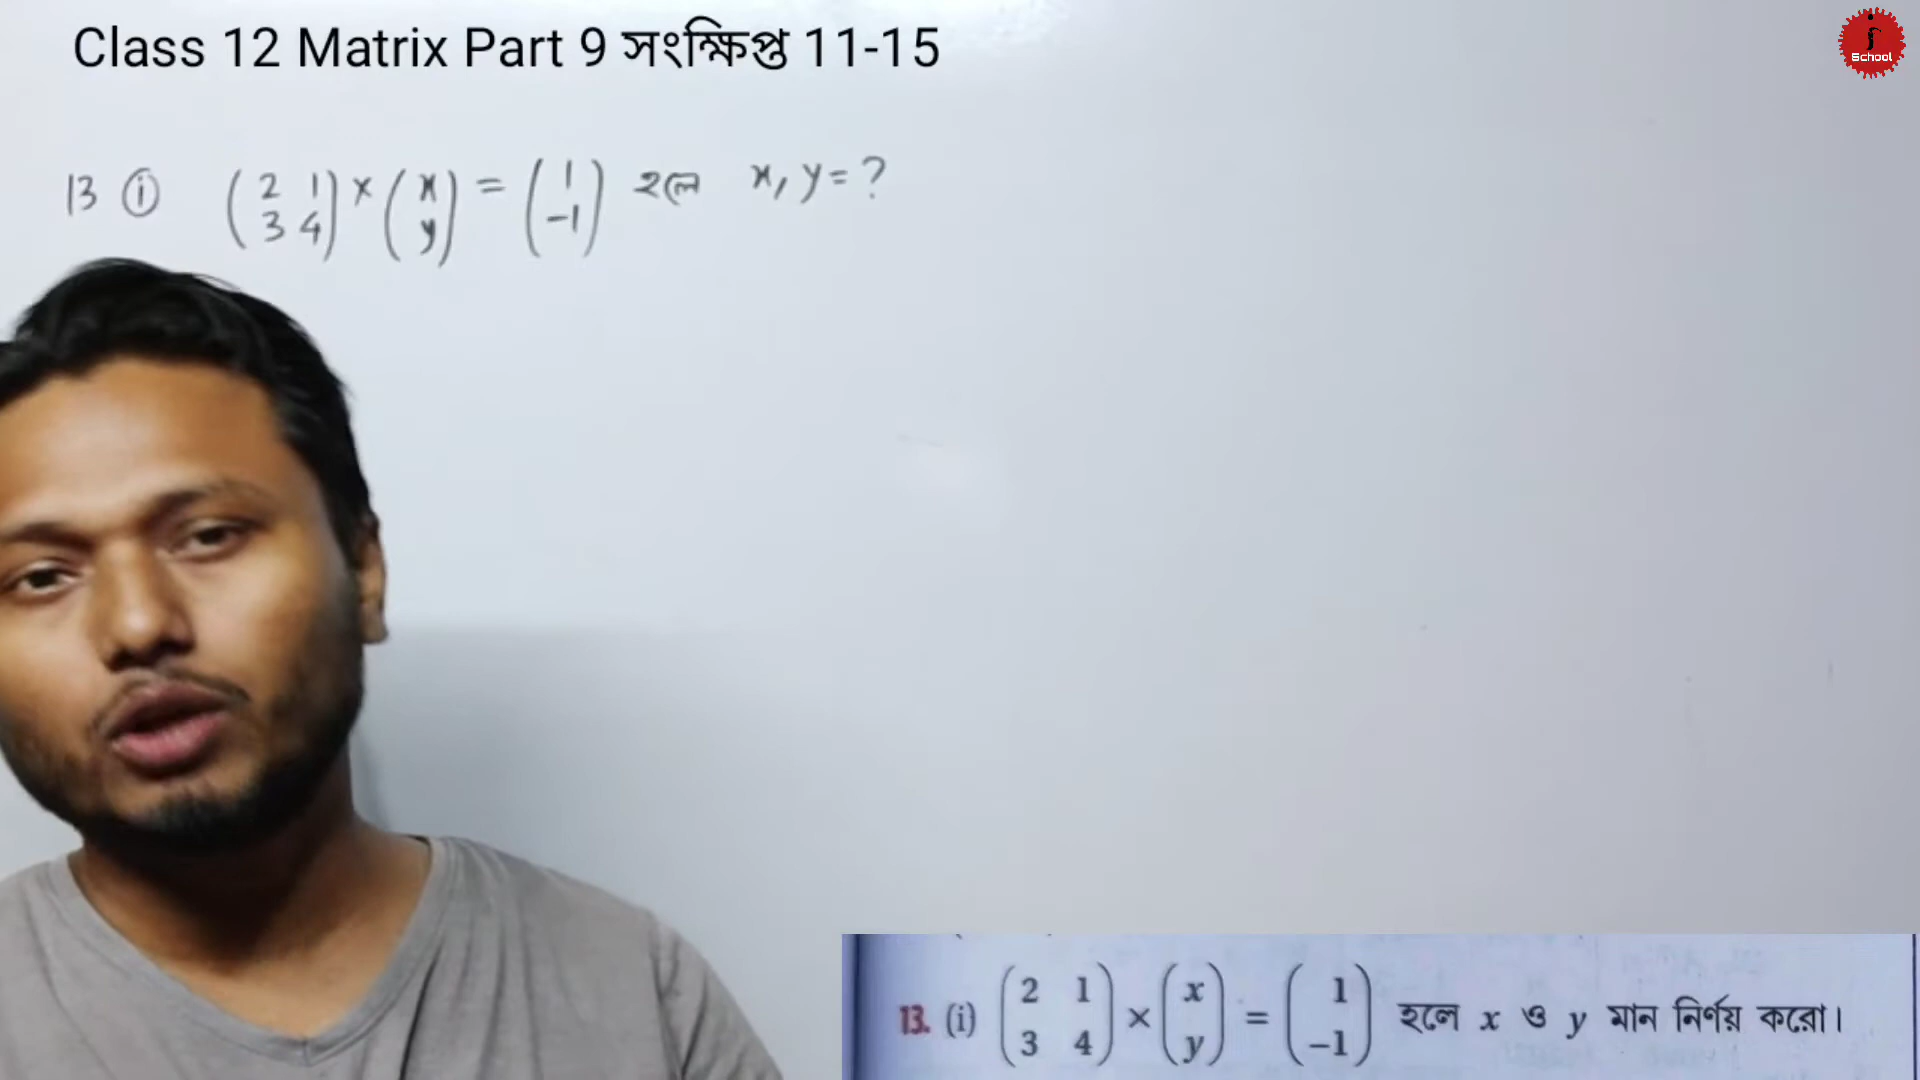 Class 12 Matrix Part 9 সংক্ষিপ্ত 11-15
School
13 (i) (2 1 3 4) × (x y) = (1 -1) হলে x, y = ?
13. (i) (2 1 3 4) × (x y) = (1 -1) হলে x ও y মান নির্ণয় করো।